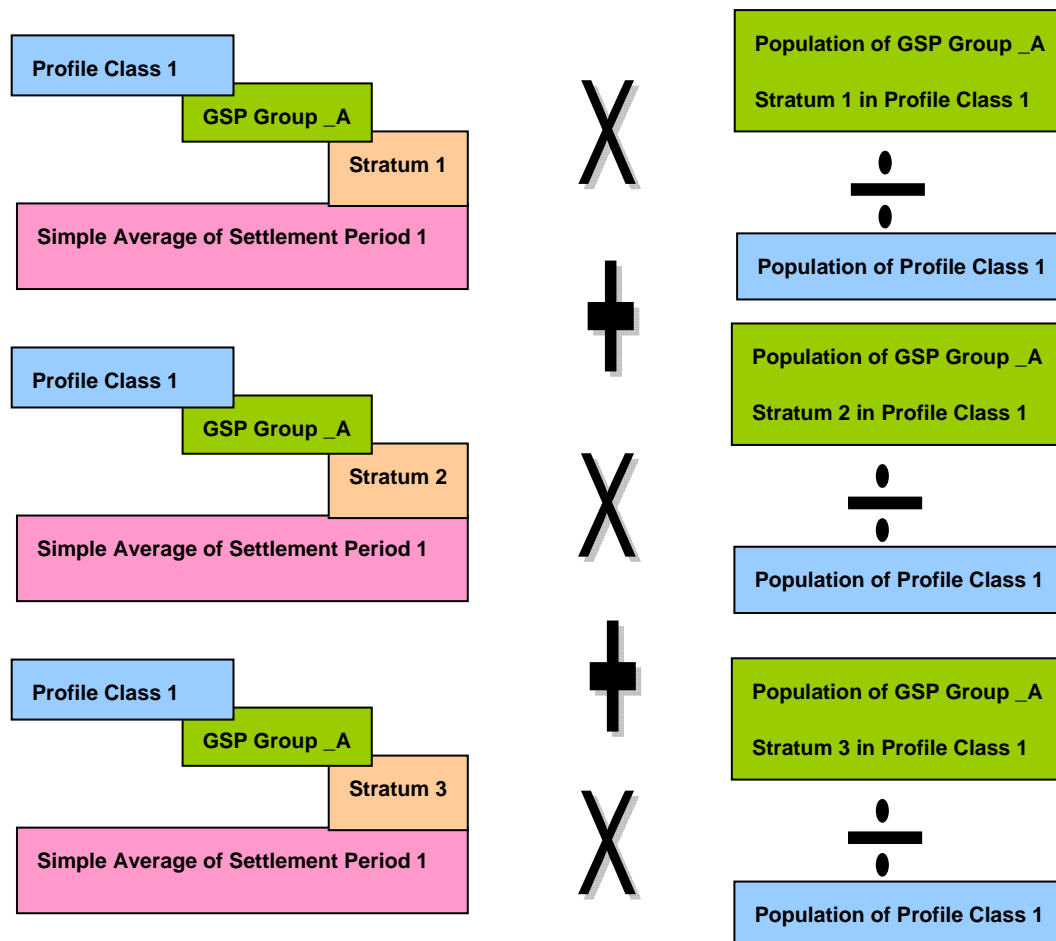 Profile Class 1
GSP Group _A
Stratum 1
Simple Average of Settlement Period 1
X
Population of GSP Group _A
Stratum 1 in Profile Class 1
÷
Population of Profile Class 1
+
Profile Class 1
GSP Group _A
Stratum 2
Simple Average of Settlement Period 1
X
Population of GSP Group _A
Stratum 2 in Profile Class 1
÷
Population of Profile Class 1
+
Profile Class 1
GSP Group _A
Stratum 3
Simple Average of Settlement Period 1
X
Population of GSP Group _A
Stratum 3 in Profile Class 1
÷
Population of Profile Class 1